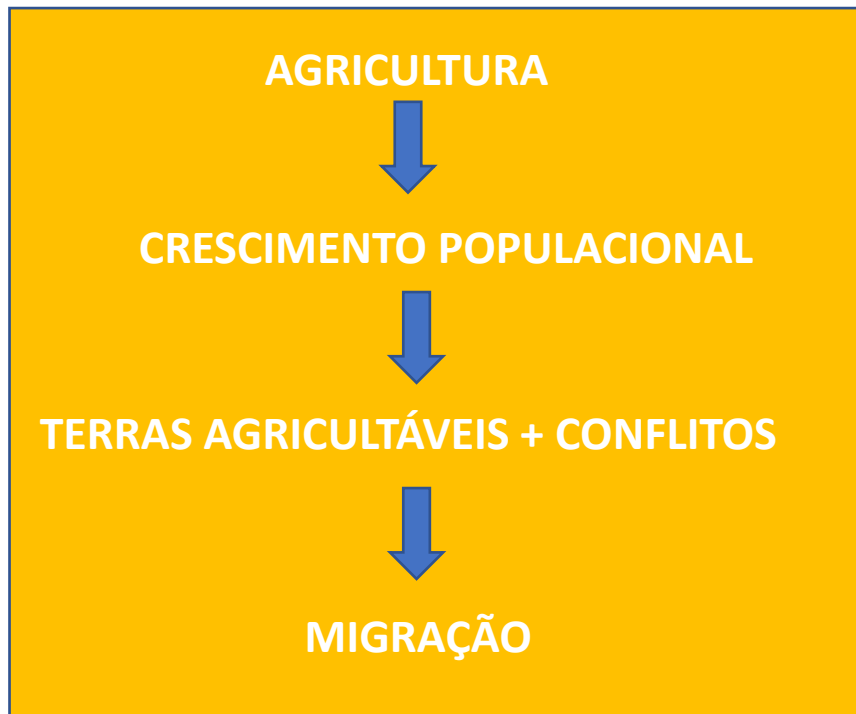 AGRICULTURA
CRESCIMENTO POPULACIONAL
TERRAS AGRICULTÁVEIS + CONFLITOS
MIGRAÇÃO